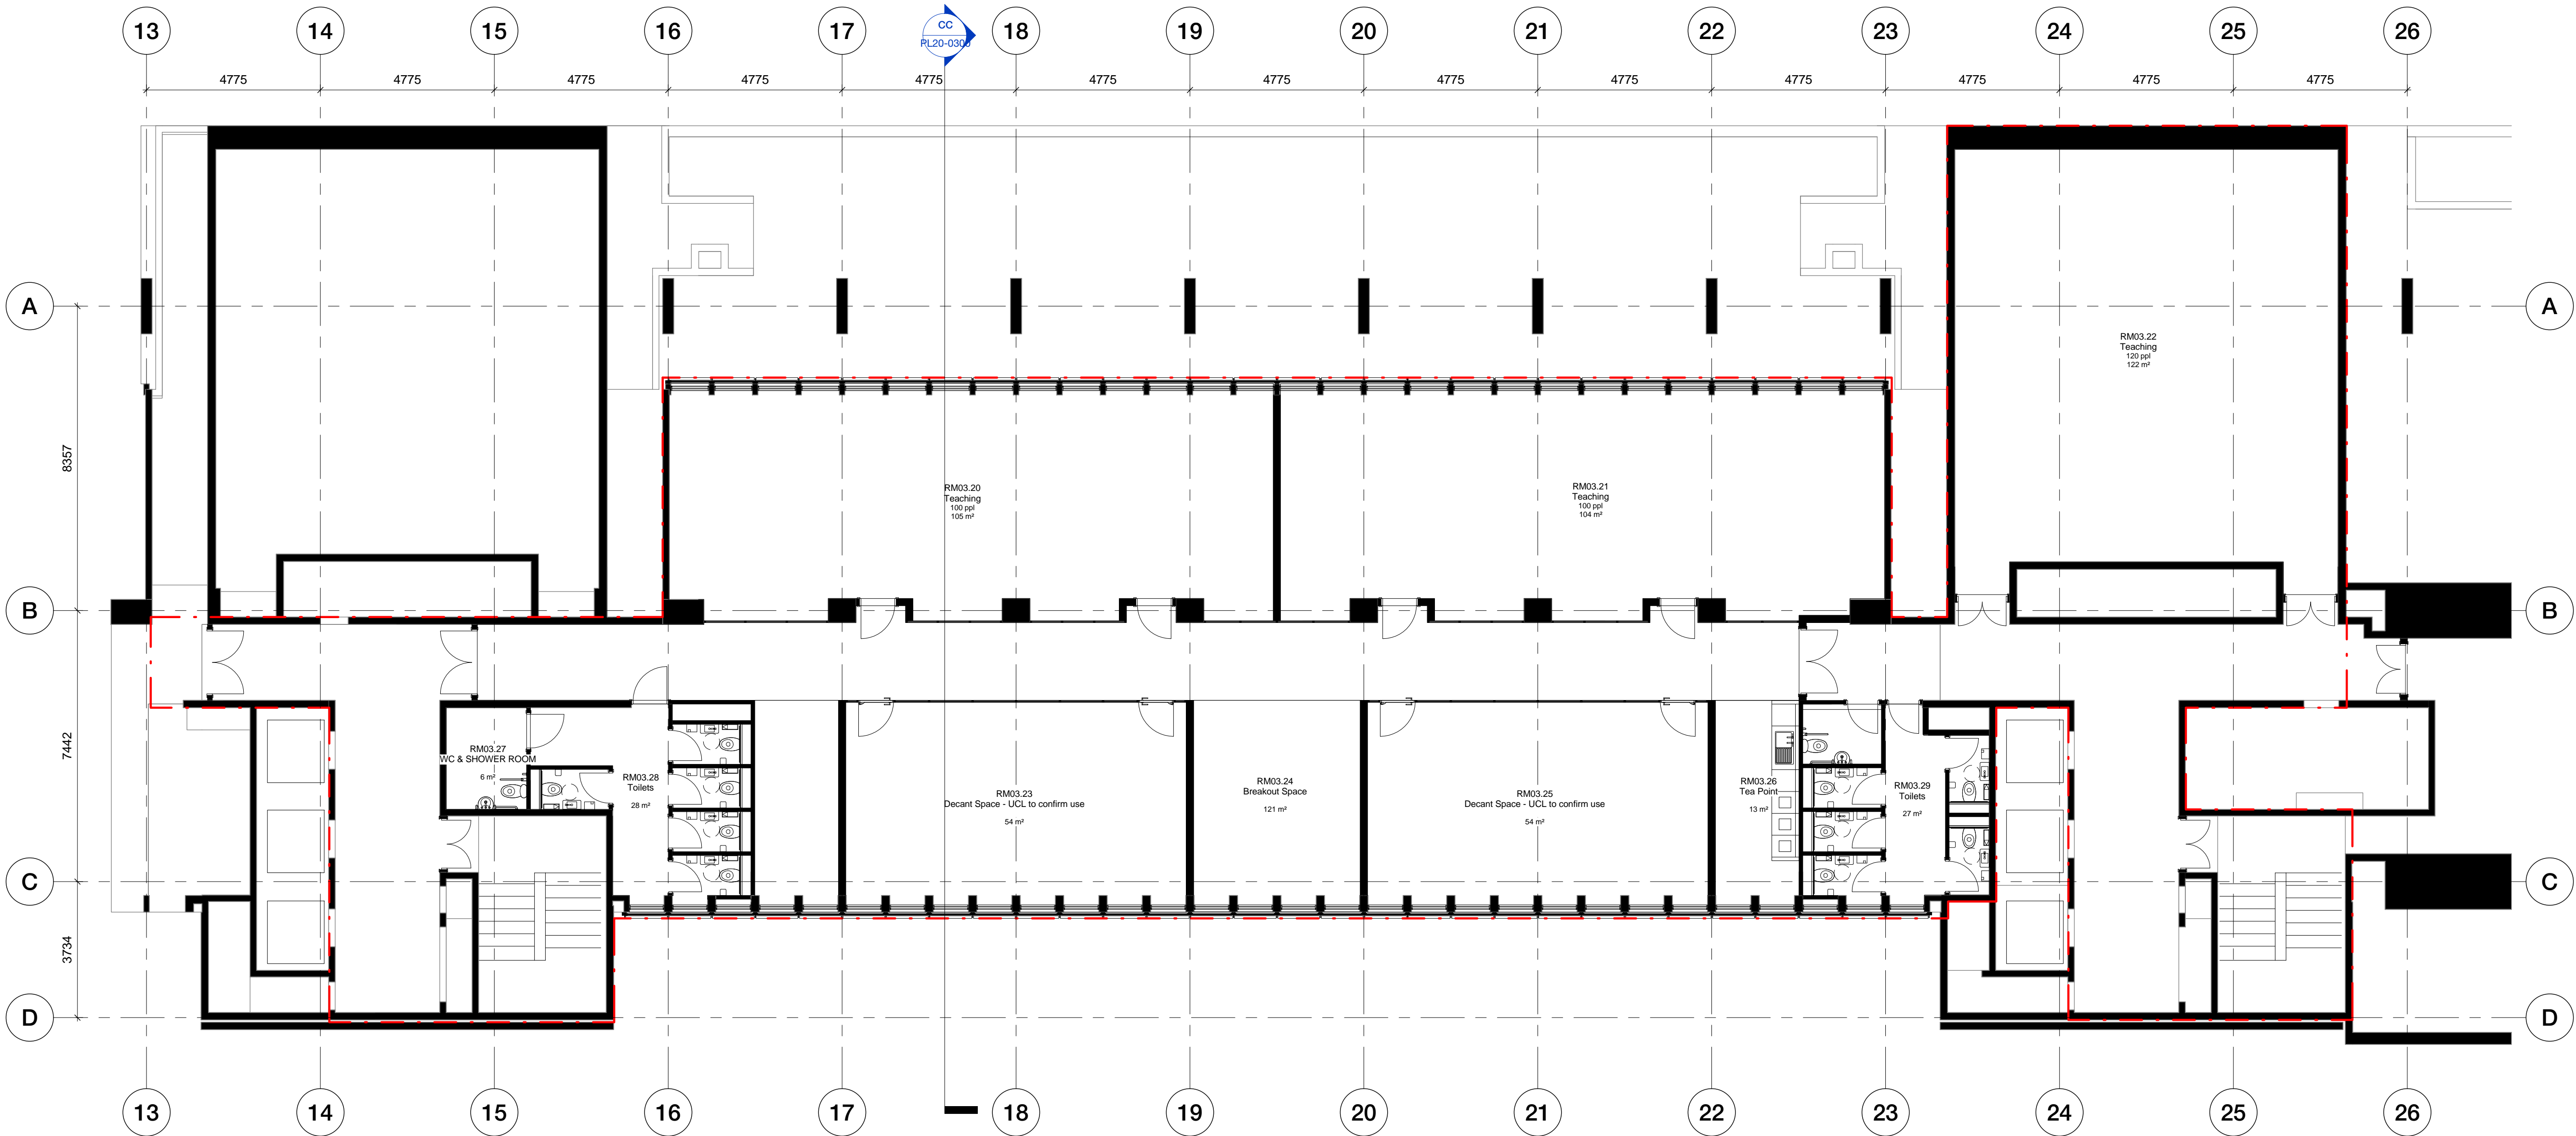 13 14 15 16 17 18 19 20 21 22 23 24 25 26
CC
PL20-0300
4775 4775 4775 4775 4775 4775 4775 4775 4775 4775 4775 4775 4775
A A
RM03.22
Teaching
120 ppl
122 m²
8357
RM03.20
Teaching
100 ppl
105 m²
RM03.21
Teaching
100 ppl
104 m²
B B
7442
RM03.27
WC & SHOWER ROOM
6 m²
RM03.28
Toilets
28 m²
RM03.23
Decant Space - UCL to confirm use
54 m²
RM03.24
Breakout Space
121 m²
RM03.25
Decant Space - UCL to confirm use
54 m²
RM03.26
Tea Point
13 m²
RM03.29
Toilets
27 m²
C C
3734
D D
13 14 15 16 17 18 19 20 21 22 23 24 25 26